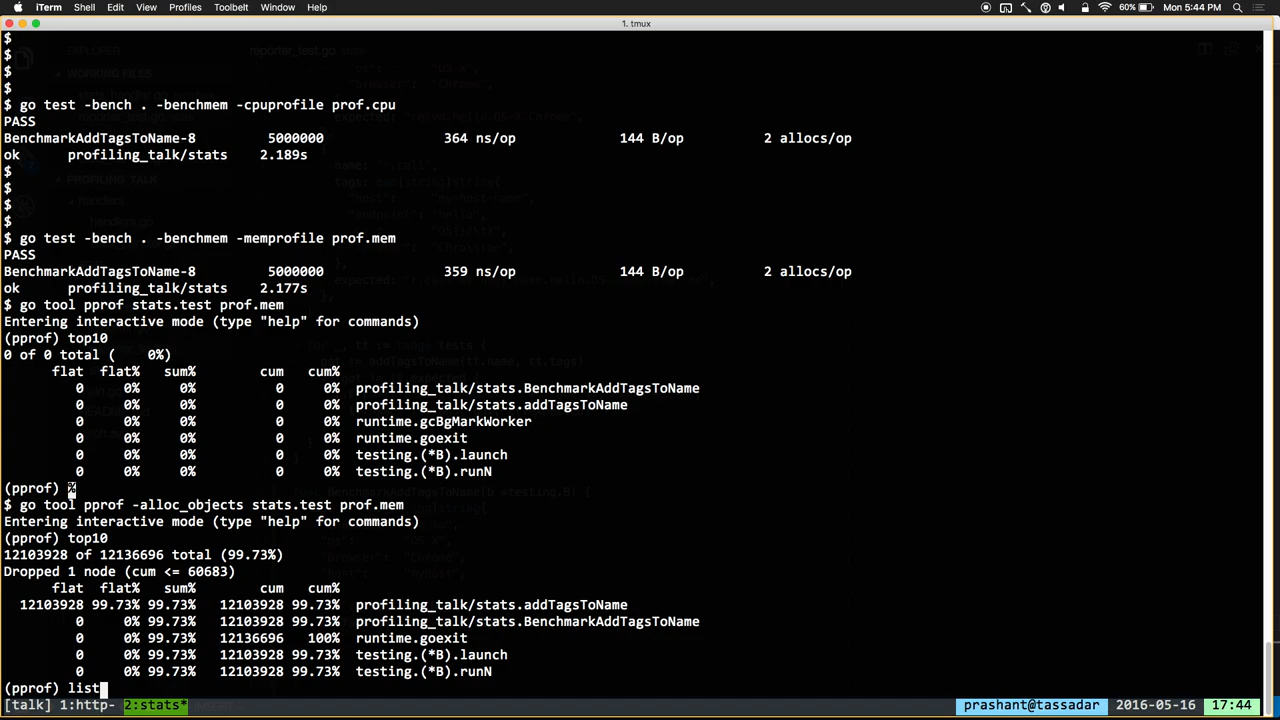 iTerm Shell Edit View Profiles Toolbelt Window Help 60% Mon 5:44 PM
1. tmux
$
$
$
$
$ go test -bench . -benchmem -cpuprofile prof.cpu
PASS
BenchmarkAddTagsToName-8 5000000 364 ns/op 144 B/op 2 allocs/op
ok profiling_talk/stats 2.189s
$
$
$
$
$ go test -bench . -benchmem -memprofile prof.mem
PASS
BenchmarkAddTagsToName-8 5000000 359 ns/op 144 B/op 2 allocs/op
ok profiling_talk/stats 2.177s
$ go tool pprof stats.test prof.mem
Entering interactive mode (type "help" for commands)
(pprof) top10
0 of 0 total ( 0%)
flat flat% sum% cum cum%
0 0% 0% 0 0% profiling_talk/stats.BenchmarkAddTagsToName
0 0% 0% 0 0% profiling_talk/stats.addTagsToName
0 0% 0% 0 0% runtime.gcBgMarkWorker
0 0% 0% 0 0% runtime.goexit
0 0% 0% 0 0% testing.(*B).launch
0 0% 0% 0 0% testing.(*B).runN
(pprof) %
$ go tool pprof -alloc_objects stats.test prof.mem
Entering interactive mode (type "help" for commands)
(pprof) top10
12103928 of 12136696 total (99.73%)
Dropped 1 node (cum <= 60683)
flat flat% sum% cum cum%
12103928 99.73% 99.73% 12103928 99.73% profiling_talk/stats.addTagsToName
0 0% 99.73% 12103928 99.73% profiling_talk/stats.BenchmarkAddTagsToName
0 0% 99.73% 12136696 100% runtime.goexit
0 0% 99.73% 12103928 99.73% testing.(*B).launch
0 0% 99.73% 12103928 99.73% testing.(*B).runN
(pprof) list
[talk] 1:http- 2:stats* prashant@tassadar 2016-05-16 17:44